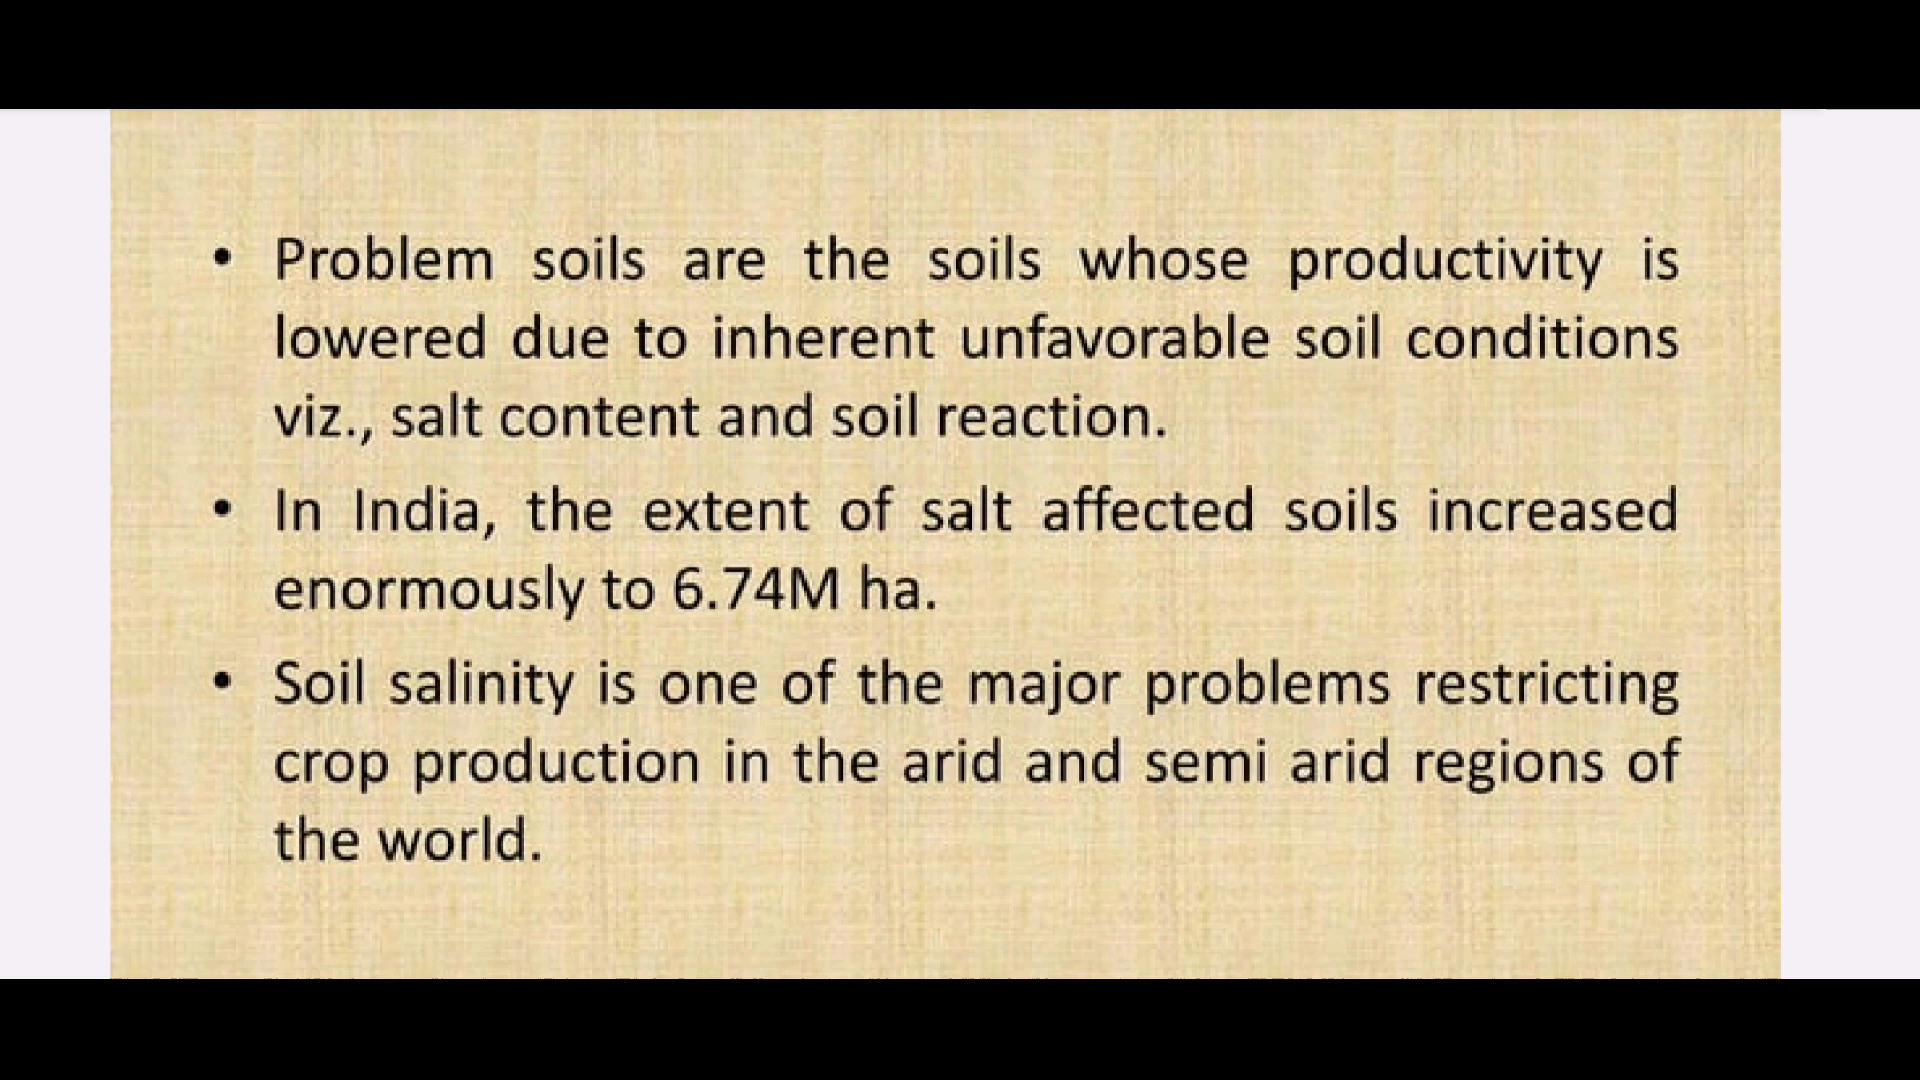 • Problem soils are the soils whose productivity is
lowered due to inherent unfavorable soil conditions
viz., salt content and soil reaction.
• In India, the extent of salt affected soils increased
enormously to 6.74M ha.
• Soil salinity is one of the major problems restricting
crop production in the arid and semi arid regions of
the world.